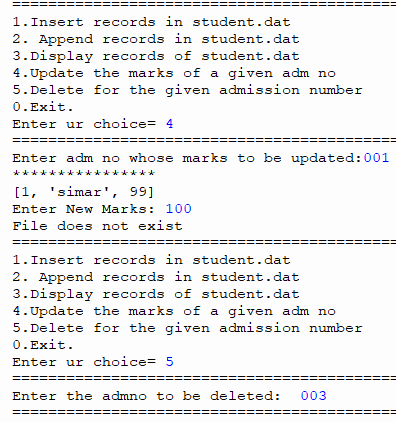 ================================================
1.Insert records in student.dat
2. Append records in student.dat
3.Display records of student.dat
4.Update the marks of a given adm no
5.Delete for the given admission number
0.Exit.
Enter ur choice= 4
================================================
Enter adm no whose marks to be updated:001
****************
[1, 'simar', 99]
Enter New Marks: 100
File does not exist
================================================
1.Insert records in student.dat
2. Append records in student.dat
3.Display records of student.dat
4.Update the marks of a given adm no
5.Delete for the given admission number
0.Exit.
Enter ur choice= 5
================================================
Enter the admno to be deleted:  003
================================================